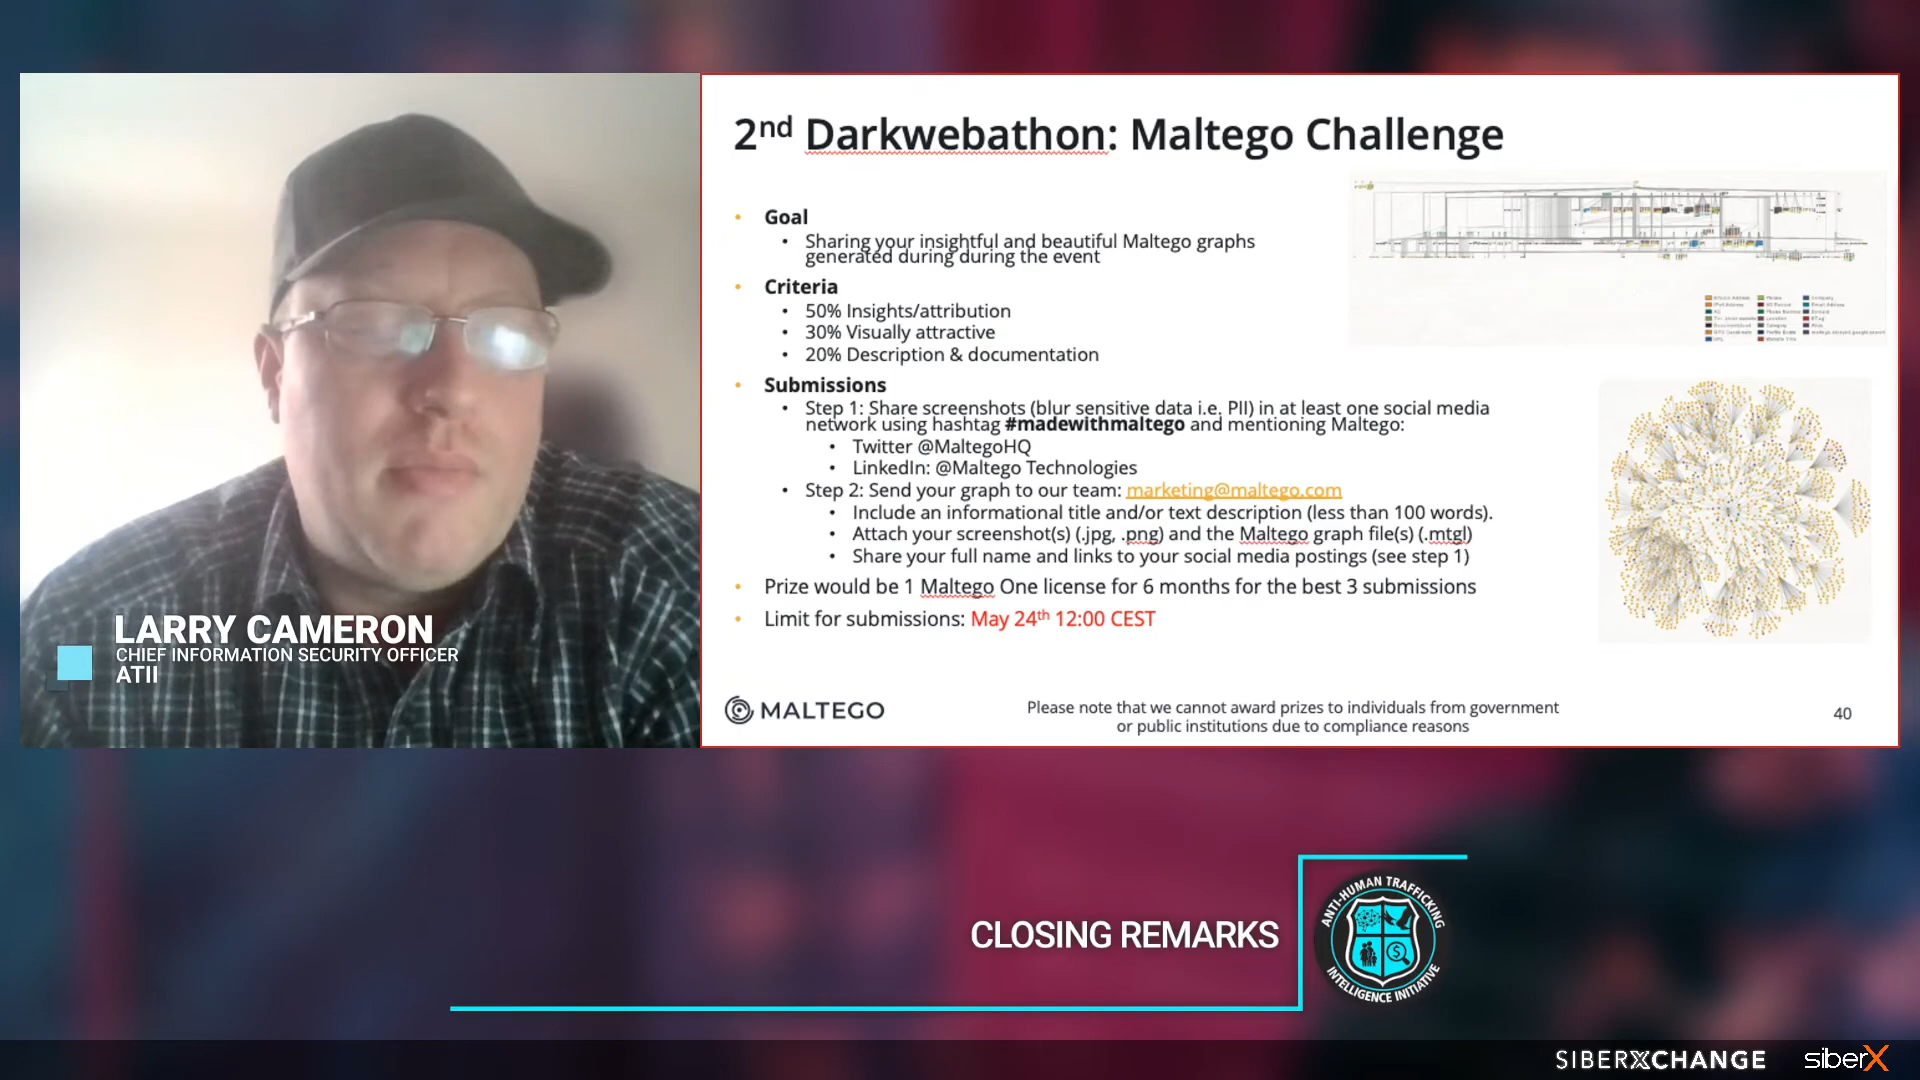 2nd Darkwebathon: Maltego Challenge
• Goal
• Sharing your insightful and beautiful Maltego graphs
generated during during the event
• Criteria
• 50% Insights/attribution
• 30% Visually attractive
• 20% Description & documentation
• Submissions
• Step 1: Share screenshots (blur sensitive data i.e. PII) in at least one social media
network using hashtag #madewithmaltego and mentioning Maltego:
• Twitter @MaltegoHQ
• LinkedIn: @Maltego Technologies
• Step 2: Send your graph to our team: marketing@maltego.com
• Include an informational title and/or text description (less than 100 words).
• Attach your screenshot(s) (.jpg, .png) and the Maltego graph file(s) (.mtgl)
• Share your full name and links to your social media postings (see step 1)
• Prize would be 1 Maltego One license for 6 months for the best 3 submissions
• Limit for submissions: May 24th 12:00 CEST
MALTEGO
Please note that we cannot award prizes to individuals from government
or public institutions due to compliance reasons
40
LARRY CAMERON
CHIEF INFORMATION SECURITY OFFICER
ATII
CLOSING REMARKS
ANTI-HUMAN TRAFFICKING
INTELLIGENCE INITIATIVE
SIBERXCHANGE
siberX